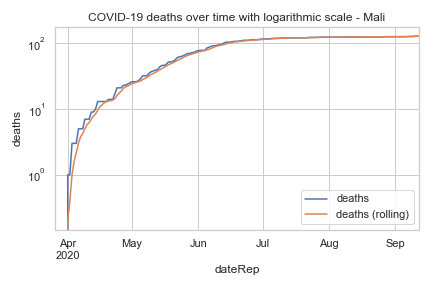 COVID-19 deaths over time with logarithmic scale - Mali
deaths
10²
10¹
10⁰
deaths
deaths (rolling)
Apr May Jun Jul Aug Sep
2020
dateRep